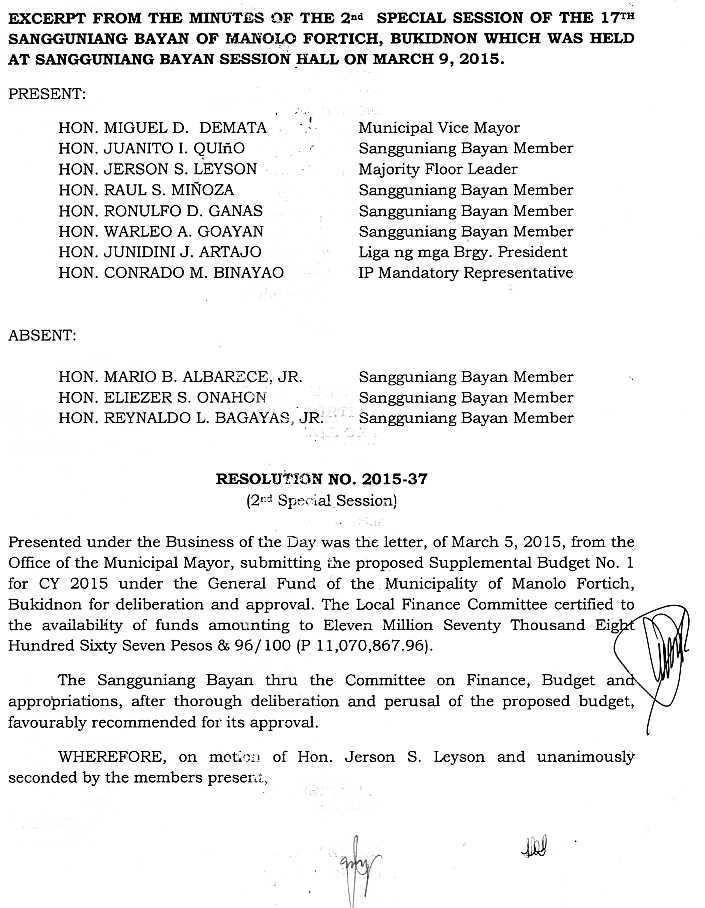 EXCERPT FROM THE MINUTES OF THE 2nd SPECIAL SESSION OF THE 17TH
SANGGUNIANG BAYAN OF MANOLO FORTICH, BUKIDNON WHICH WAS HELD
AT SANGGUNIANG BAYAN SESSION HALL ON MARCH 9, 2015.
PRESENT:
HON. MIGUEL D. DEMATA Municipal Vice Mayor
HON. JUANITO I. QUIñO Sangguniang Bayan Member
HON. JERSON S. LEYSON Majority Floor Leader
HON. RAUL S. MIÑOZA Sangguniang Bayan Member
HON. RONULFO D. GANAS Sangguniang Bayan Member
HON. WARLEO A. GOAYAN Sangguniang Bayan Member
HON. JUNIDINI J. ARTAJO Liga ng mga Brgy. President
HON. CONRADO M. BINAYAO IP Mandatory Representative
ABSENT:
HON. MARIO B. ALBARECE, JR. Sangguniang Bayan Member
HON. ELIEZER S. ONAHON Sangguniang Bayan Member
HON. REYNALDO L. BAGAYAS, JR. Sangguniang Bayan Member
RESOLUTION NO. 2015-37
(2nd Special Session)
Presented under the Business of the Day was the letter, of March 5, 2015, from the
Office of the Municipal Mayor, submitting the proposed Supplemental Budget No. 1
for CY 2015 under the General Fund of the Municipality of Manolo Fortich,
Bukidnon for deliberation and approval. The Local Finance Committee certified to
the availability of funds amounting to Eleven Million Seventy Thousand Eight
Hundred Sixty Seven Pesos & 96/100 (P 11,070,867.96).
The Sangguniang Bayan thru the Committee on Finance, Budget and
appropriations, after thorough deliberation and perusal of the proposed budget,
favourably recommended for its approval.
WHEREFORE, on motion of Hon. Jerson S. Leyson and unanimously
seconded by the members present,